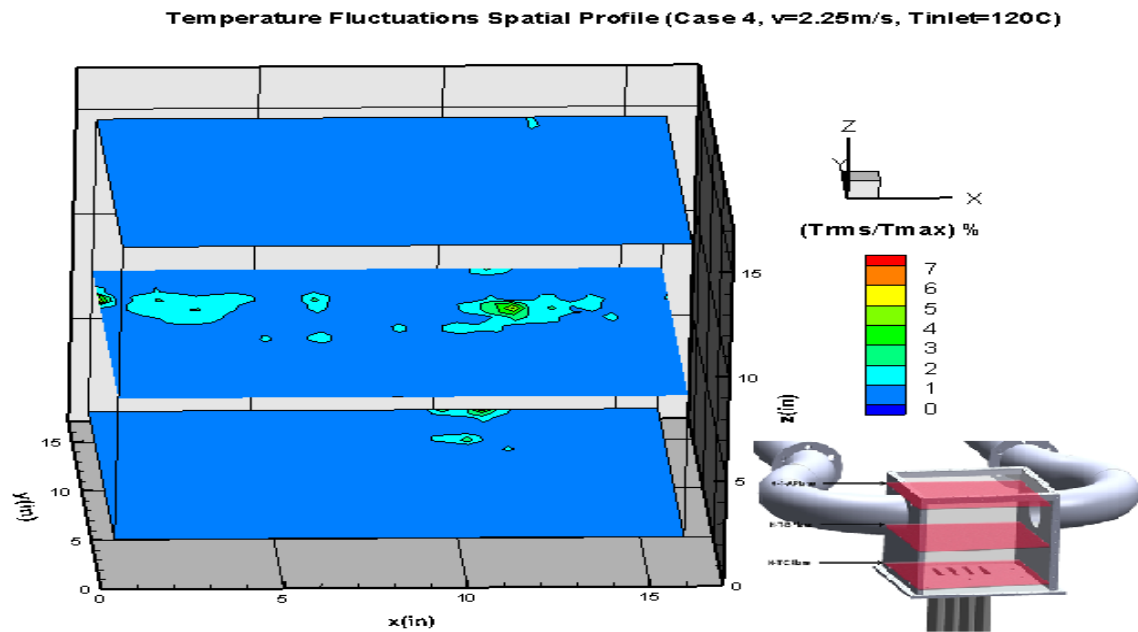 Temperature Fluctuations Spatial Profile (Case 4, v=2.25m/s, Tinlet=120C)
Z
Y
X
(Trms/Tmax) %
7
6
5
4
3
2
1
0
15
10
5
0
z(in)
15
10
5
0
y(in)
0
5
10
15
x(in)